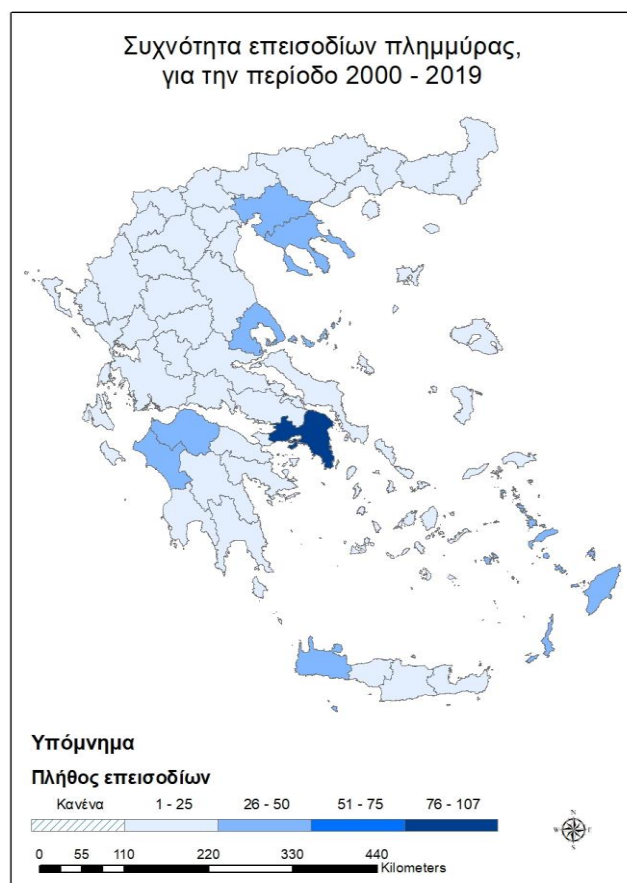 Συχνότητα επεισοδίων πλημμύρας,
για την περίοδο 2000 - 2019
Υπόμνημα
Πλήθος επεισοδίων
Κανένα 1 - 25 26 - 50 51 - 75 76 - 107
N
W E
S
0 55 110 220 330 440
Kilometers